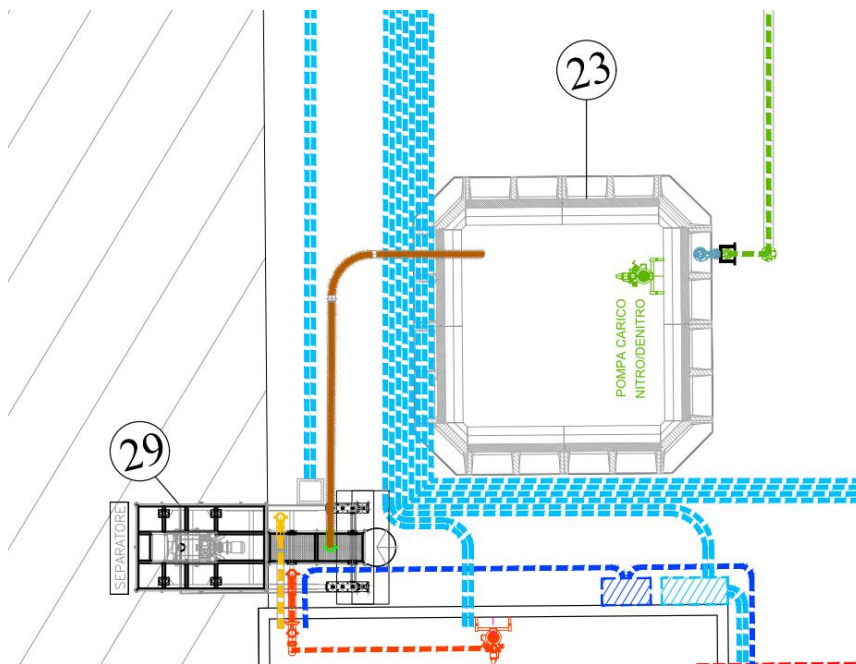 23
POMPA CARICO
NITRO/DENITRO
29
SEPARATORE